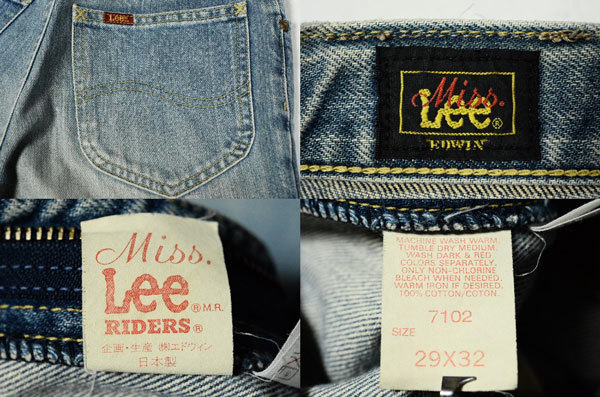 Lee
Miss.
Lee®
EDWIN
Miss.
Lee® M.R.
RIDERS®
企画・生産 ㈱エドウィン
日本製
MACHINE WASH WARM.
TUMBLE DRY MEDIUM.
WASH DARK & RED
COLORS SEPARATELY.
ONLY NON-CHLORINE
BLEACH WHEN NEEDED.
WARM IRON IF DESIRED.
100% COTTON/COTON.
7102
SIZE
29X32